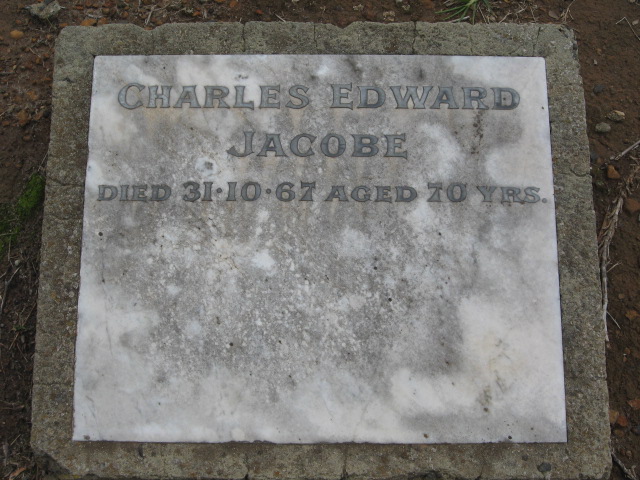 CHARLES EDWARD
JACOBE
DIED 31·10·67 AGED 70 YRS.